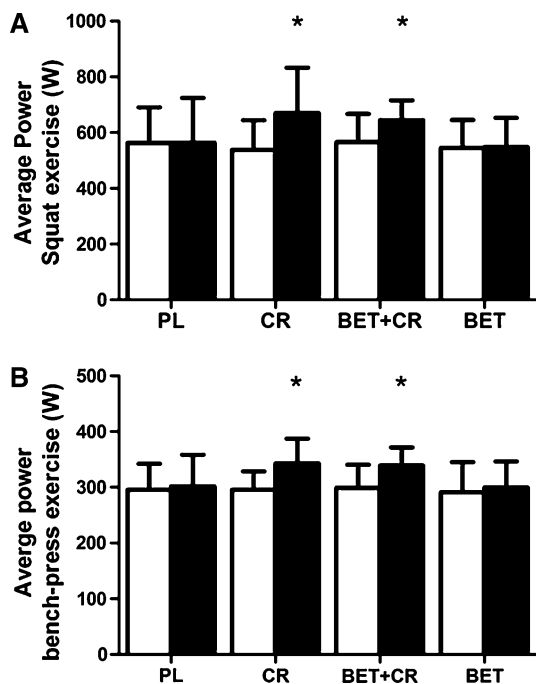 A
Average Power
Squat exercise (W)
1000
800
600
400
200
0
* *
PL CR BET+CR BET
B
Averge power
bench-press exercise (W)
500
400
300
200
100
0
* *
PL CR BET+CR BET